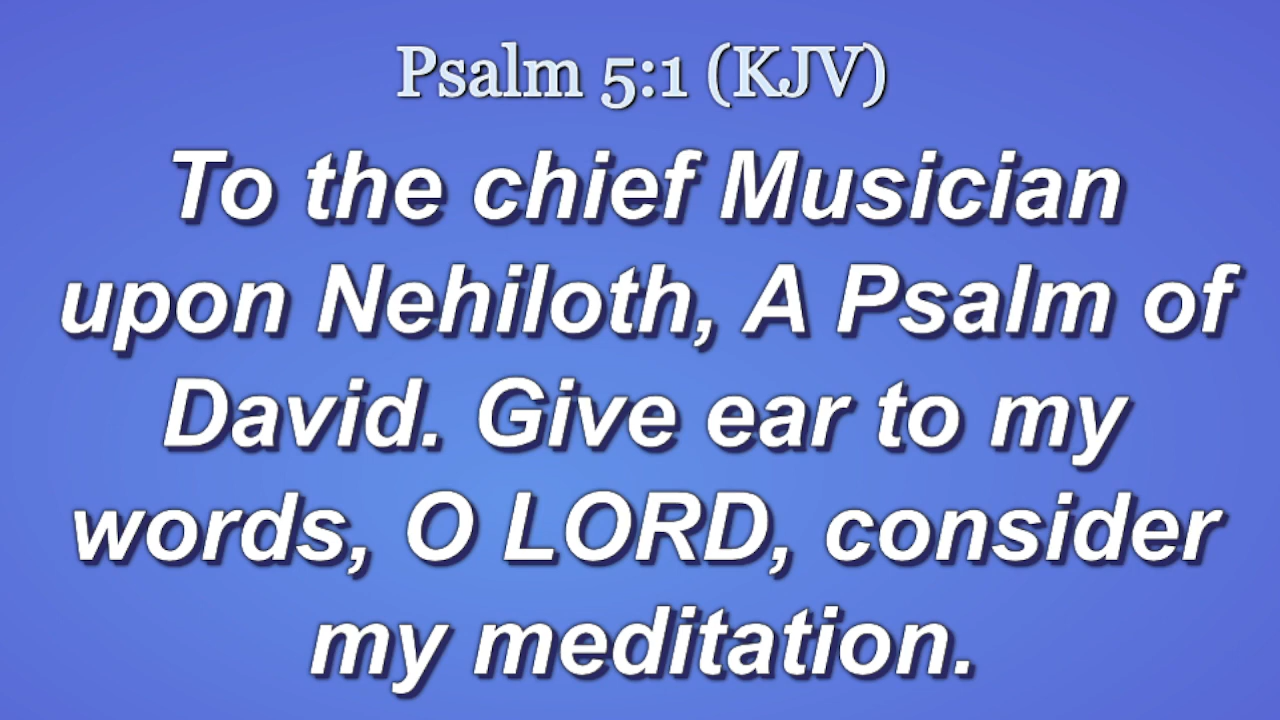 Psalm 5:1 (KJV)
To the chief Musician
upon Nehiloth, A Psalm of
David. Give ear to my
words, O LORD, consider
my meditation.